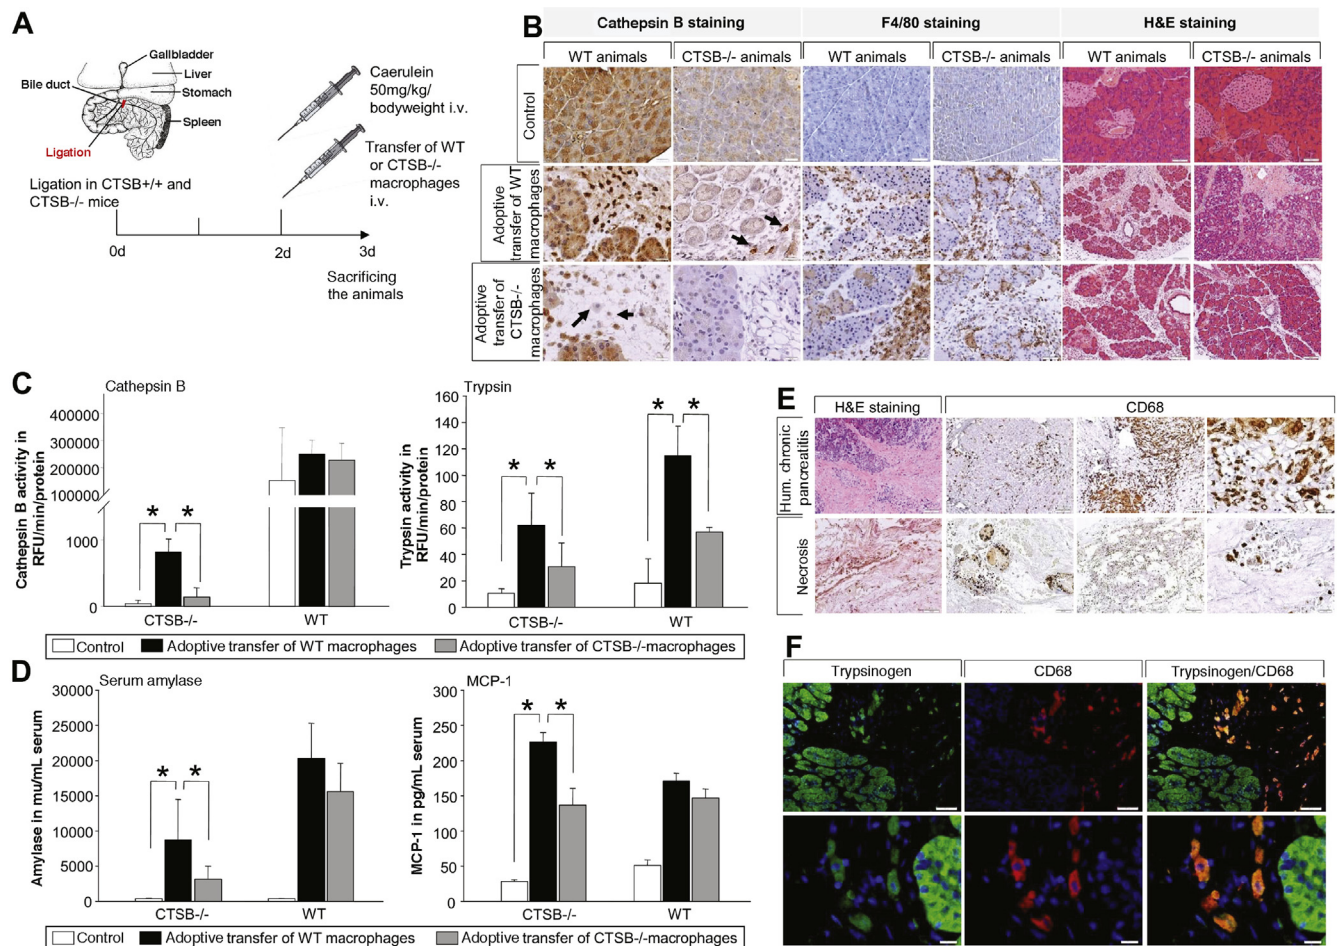 A
Gallbladder
Liver
Bile duct
Stomach
Spleen
Ligation
Caerulein
50mg/kg/
bodyweight i.v.
Transfer of WT
or CTSB-/-
macrophages
i.v.
Ligation in CTSB+/+ and
CTSB-/- mice
0d
2d
3d
Sacrificing
the animals
B
Cathepsin B staining
F4/80 staining
H&E staining
WT animals
CTSB-/- animals
WT animals
CTSB-/- animals
WT animals
CTSB-/- animals
Control
Adoptive
transfer of WT
macrophages
Adoptive
transfer of
CTSB-/-
macrophages
C
Cathepsin B
Cathepsin B activity in
RFU/min/protein
400000
300000
200000
100000
1000
0
* *
CTSB-/-
WT
Trypsin
Trypsin activity in
RFU/min/protein
160
140
120
100
80
60
40
20
0
* *
* *
CTSB-/-
WT
Control
Adoptive transfer of WT macrophages
Adoptive transfer of CTSB-/-macrophages
D
Serum amylase
Amylase in mu/mL serum
30000
25000
20000
15000
10000
5000
0
* *
CTSB-/-
WT
MCP-1
MCP-1 in pg/mL serum
300
250
200
150
100
50
0
* *
CTSB-/-
WT
Control
Adoptive transfer of WT macrophages
Adoptive transfer of CTSB-/-macrophages
E
H&E staining
CD68
Hum. chronic
pancreatitis
Necrosis
F
Trypsinogen
CD68
Trypsinogen/CD68